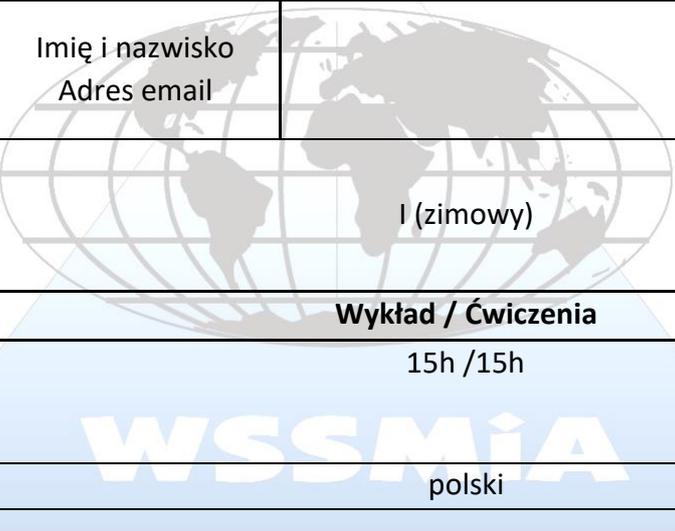 Imię i nazwisko
Adres email
I (zimowy)
Wykład / Ćwiczenia
15h /15h
WSSMiA
polski